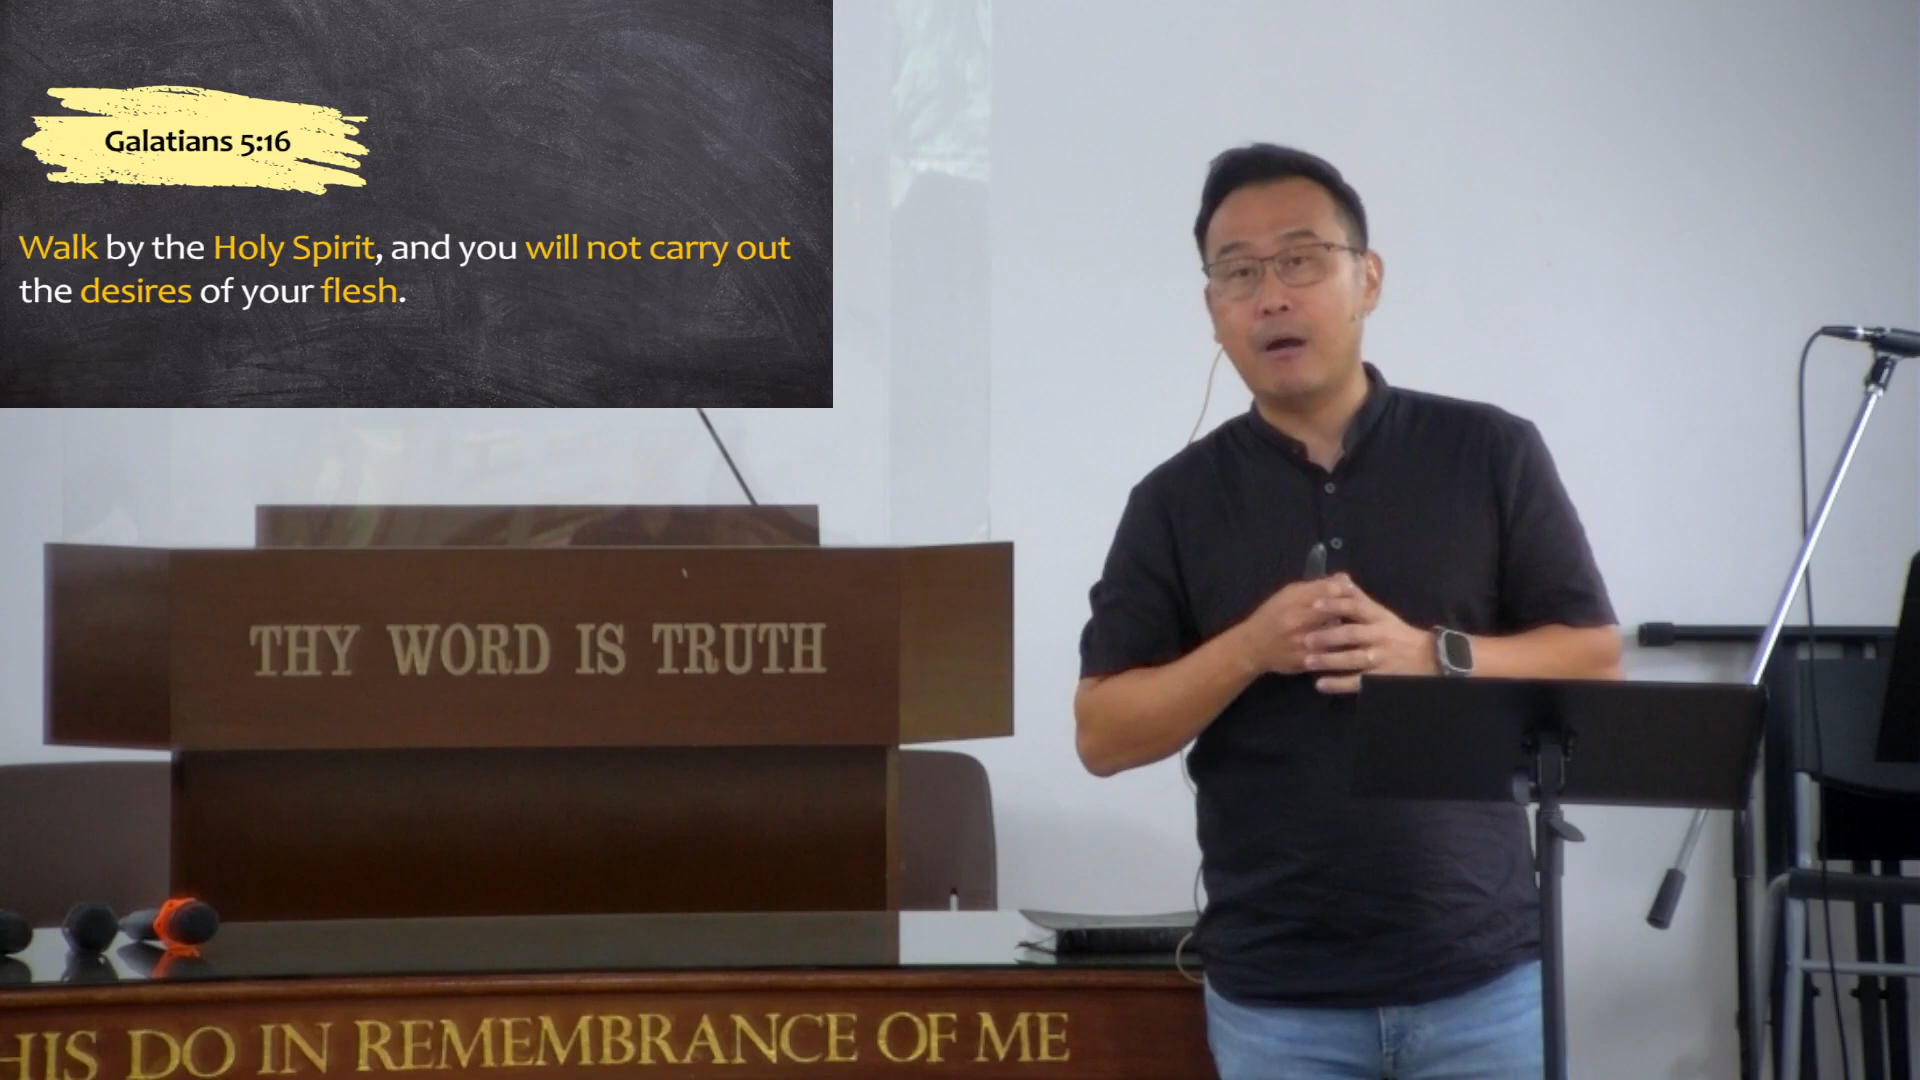 Galatians 5:16
Walk by the Holy Spirit, and you will not carry out
the desires of your flesh.
THY WORD IS TRUTH
HIS DO IN REMEMBRANCE OF ME